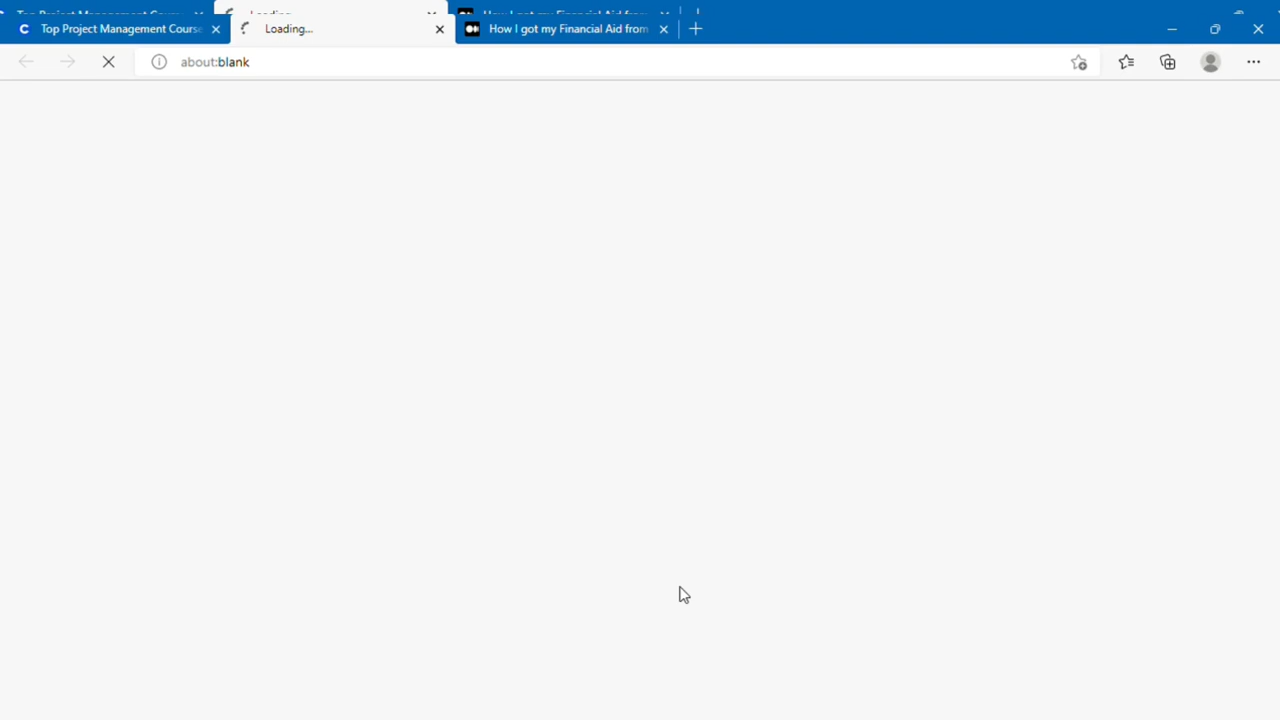 Top Project Management Course
Loading...
How I got my Financial Aid from
about:blank